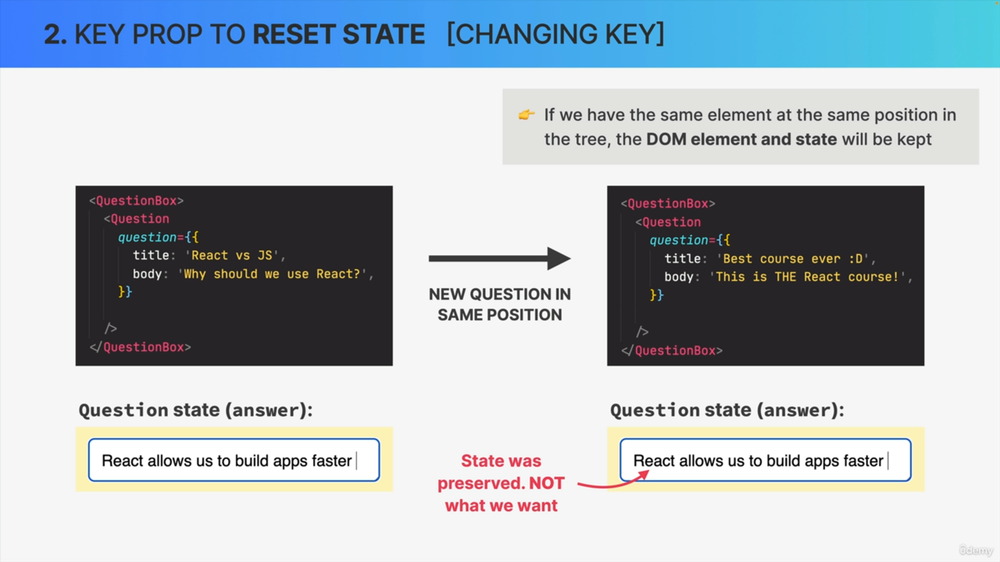 2. KEY PROP TO RESET STATE [CHANGING KEY]
👉 If we have the same element at the same position in
the tree, the DOM element and state will be kept
<QuestionBox>
<Question
question={{
title: 'React vs JS',
body: 'Why should we use React?',
}}
/>
</QuestionBox>
NEW QUESTION IN
SAME POSITION
<QuestionBox>
<Question
question={{
title: 'Best course ever :D',
body: 'This is THE React course!',
}}
/>
</QuestionBox>
Question state (answer):
React allows us to build apps faster
State was
preserved. NOT
what we want
Question state (answer):
React allows us to build apps faster
ûdemy